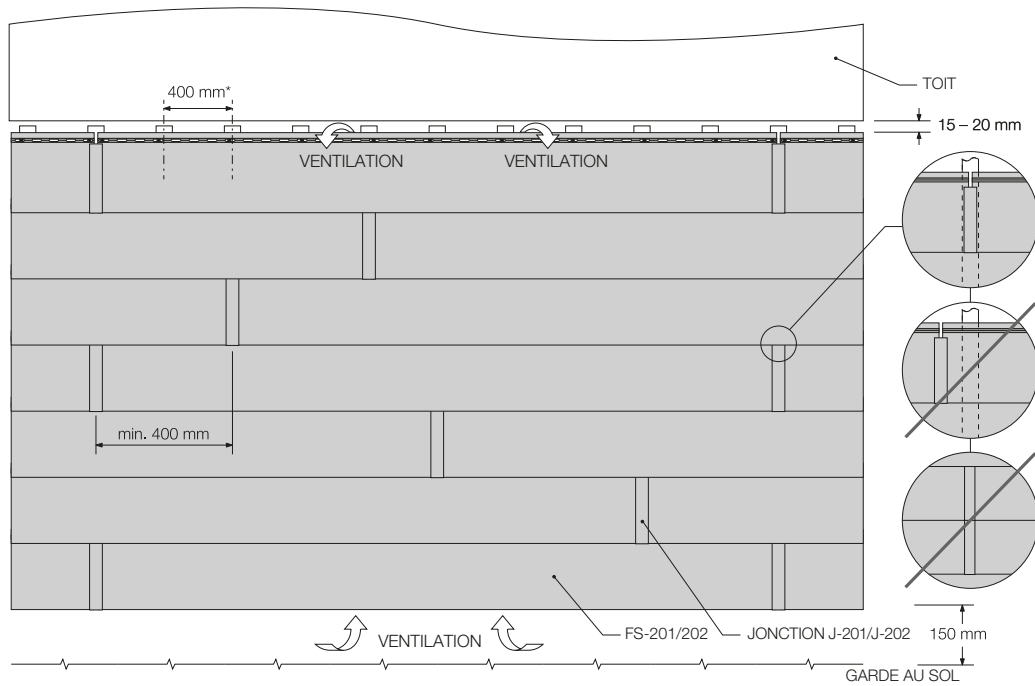 TOIT
400 mm*
15 – 20 mm
VENTILATION
VENTILATION
min. 400 mm
FS-201/202
JONCTION J-201/J-202
150 mm
VENTILATION
GARDE AU SOL